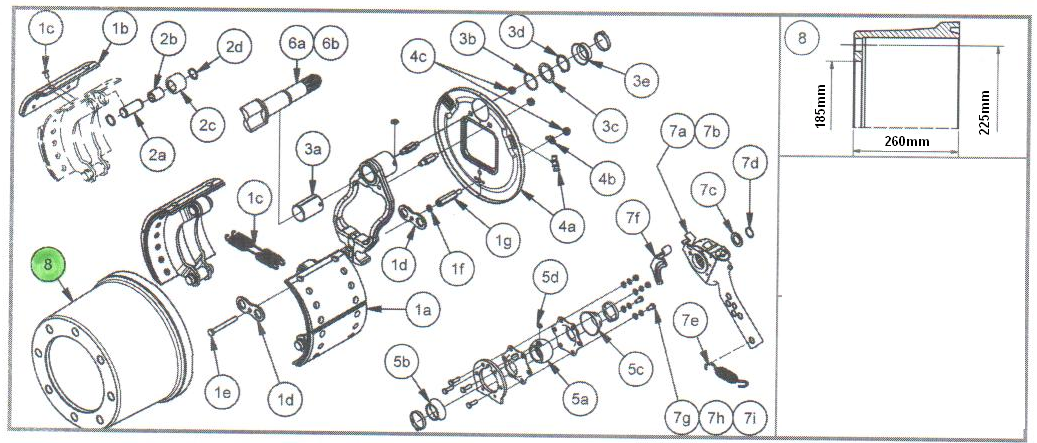 1c
1b
2b
2d
2c
2a
6a 6b
4c
3b
3d
3e
3c
3a
1c
4b
4a
1g
1f
1d
7a 7b
7c
7d
7f
8
1a
5d
7e
5b
5c
5a
1e
1d
7g 7h 7i
8
185mm
225mm
260mm